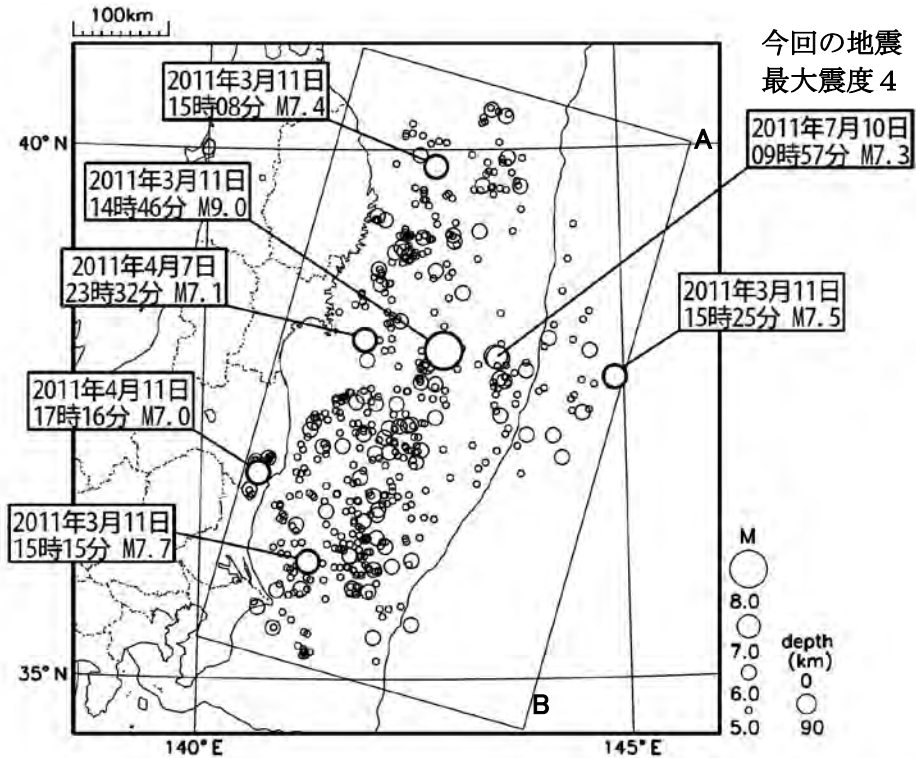 100km
今回の地震
最大震度4
2011年3月11日
15時08分 M7.4
A
2011年7月10日
09時57分 M7.3
40°N
2011年3月11日
14時46分 M9.0
2011年4月7日
23時32分 M7.1
2011年3月11日
15時25分 M7.5
2011年4月11日
17時16分 M7.0
2011年3月11日
15時15分 M7.7
M
8.0
7.0
6.0
5.0
depth
(km)
0
90
35°N
B
140°E
145°E